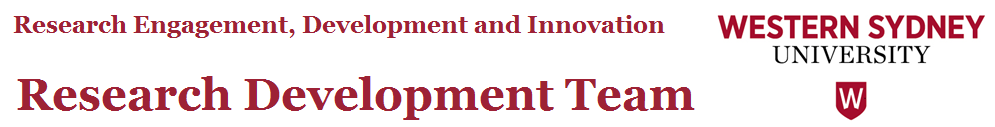 Research Engagement, Development and Innovation
Research Development Team
WESTERN SYDNEY
UNIVERSITY
W